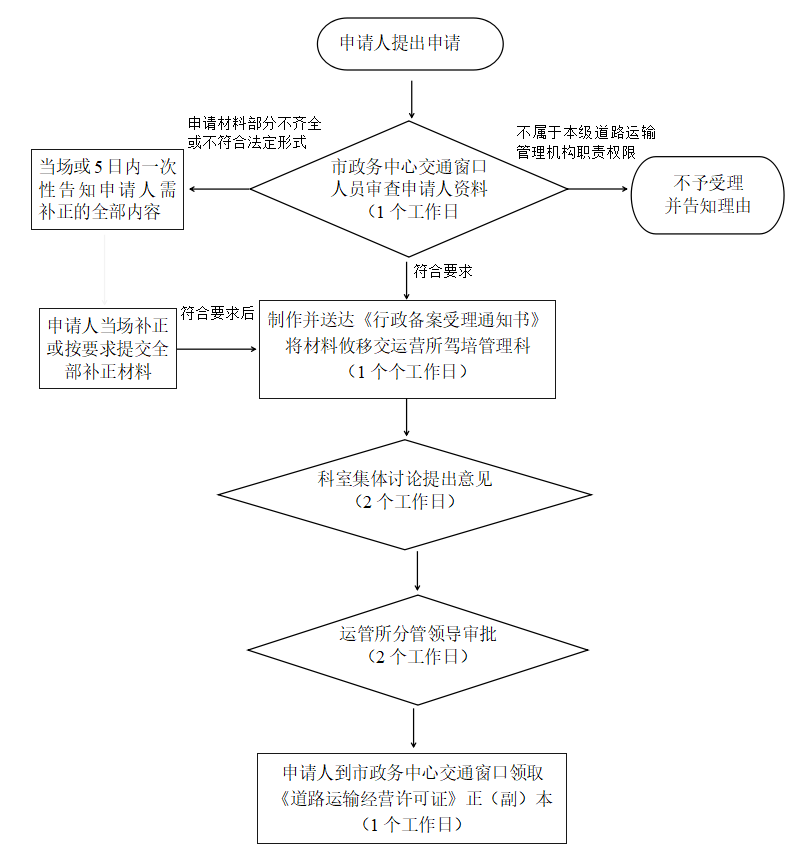 申请人提出申请
申请材料部分不齐全
或不符合法定形式
不属于本级道路运输
管理机构职责权限
当场或5日内一次
性告知申请人需
补正的全部内容
市政务中心交通窗口
人员审查申请人资料
（1个工作日
不予受理
并告知理由
符合要求
申请人当场补正
或按要求提交全
部补正材料
符合要求后
制作并送达《行政备案受理通知书》
将材料攸移交运营所驾培管理科
（1个个工作日）
科室集体讨论提出意见
（2个工作日）
运管所分管领导审批
（2个工作日）
申请人到市政务中心交通窗口领取
《道路运输经营许可证》正（副）本
（1个工作日）